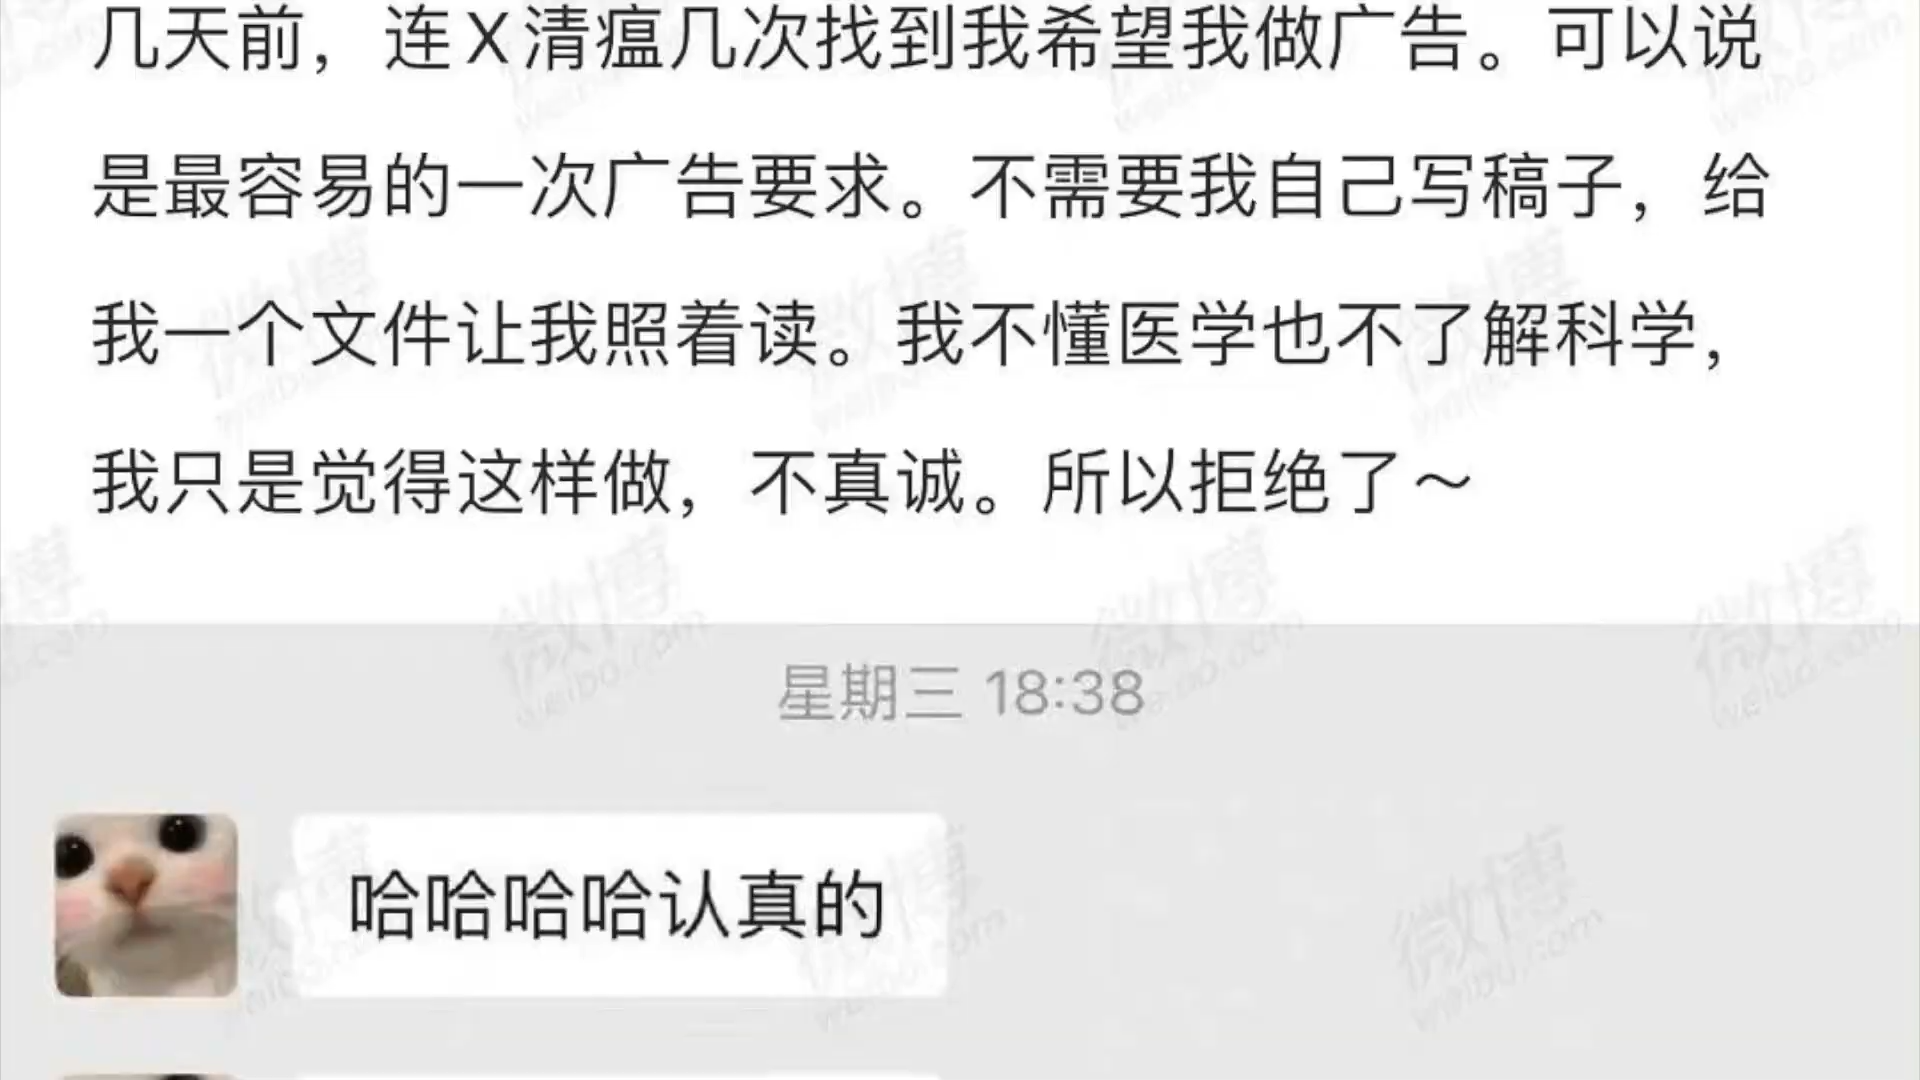 几天前，连X清瘟几次找到我希望我做广告。可以说
是最容易的一次广告要求。不需要我自己写稿子，给
我一个文件让我照着读。我不懂医学也不了解科学，
我只是觉得这样做，不真诚。所以拒绝了～
星期三 18:38
哈哈哈哈认真的
微博
weibo.com